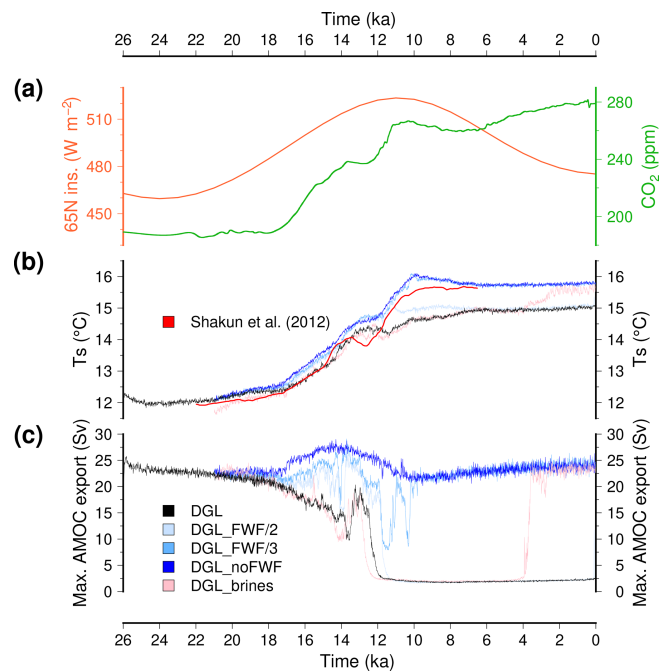 Time (ka)
26 24 22 20 18 16 14 12 10 8 6 4 2 0
(a)
65N ins. (W m−2)
510
480
450
280
260
240
220
200
CO2 (ppm)
(b)
Ts (°C)
16
15
14
13
12
Shakun et al. (2012)
16
15
14
13
12
Ts (°C)
(c)
Max. AMOC export (Sv)
30
25
20
15
10
5
0
DGL
DGL_FWF/2
DGL_FWF/3
DGL_noFWF
DGL_brines
30
25
20
15
10
5
0
Max. AMOC export (Sv)
26 24 22 20 18 16 14 12 10 8 6 4 2 0
Time (ka)